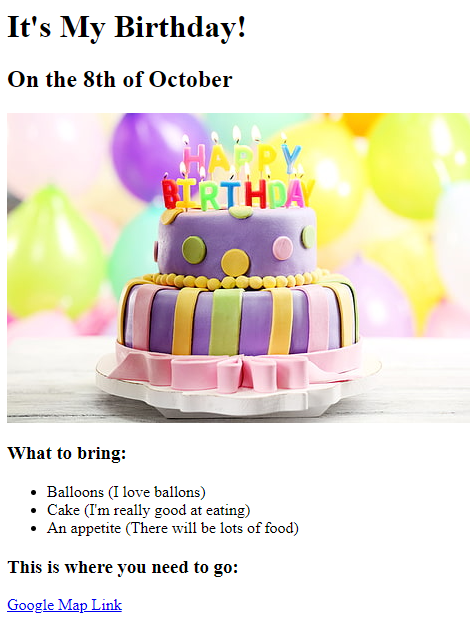 It's My Birthday!
On the 8th of October
HAPPY
BIRTHDAY
What to bring:
Balloons (I love ballons)
Cake (I'm really good at eating)
An appetite (There will be lots of food)
This is where you need to go:
Google Map Link